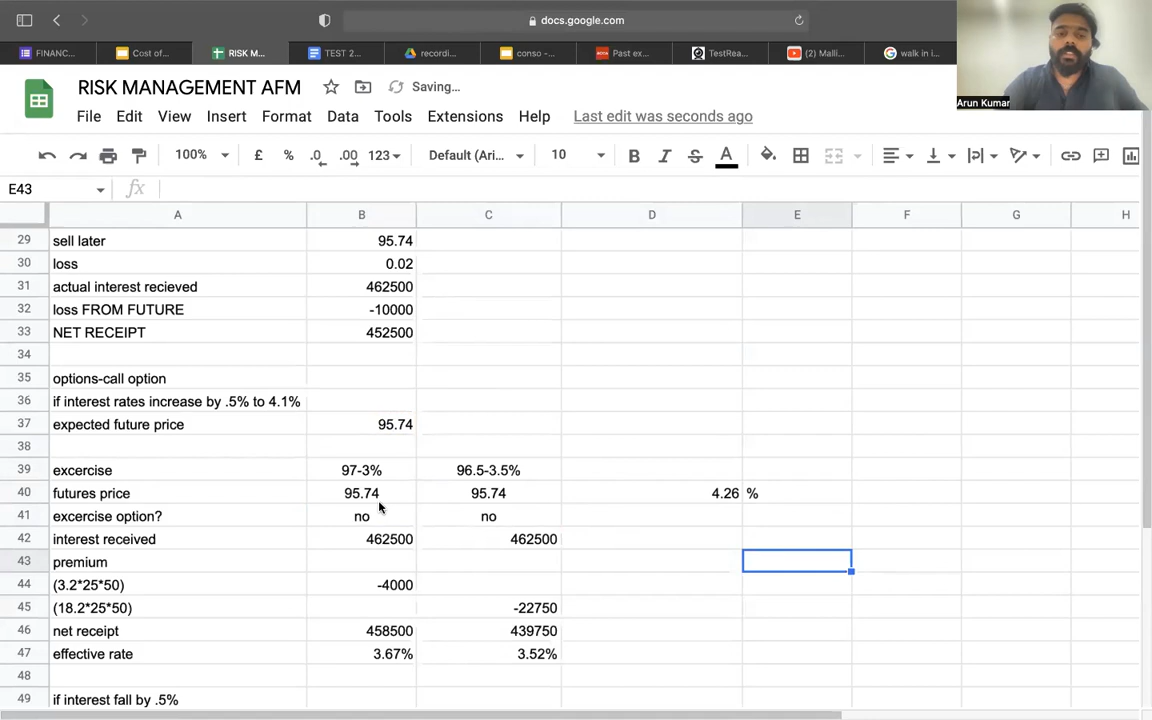 docs.google.com
FINANC...
Cost of...
RISK M...
TEST 2...
recordi...
conso -...
ACCA
Past ex...
TestRea...
(2) Malli...
walk in i...
RISK MANAGEMENT AFM
Saving...
File Edit View Insert Format Data Tools Extensions Help Last edit was seconds ago
100% £ % .0 .00 123 Default (Ari... 10 B I S A
Arun Kumar
E43 fx
A B C D E F G H
29 sell later 95.74
30 loss 0.02
31 actual interest recieved 462500
32 loss FROM FUTURE -10000
33 NET RECEIPT 452500
34
35 options-call option
36 if interest rates increase by .5% to 4.1%
37 expected future price 95.74
38
39 excercise 97-3% 96.5-3.5%
40 futures price 95.74 95.74 4.26 %
41 excercise option? no no
42 interest received 462500 462500
43 premium
44 (3.2*25*50) -4000
45 (18.2*25*50) -22750
46 net receipt 458500 439750
47 effective rate 3.67% 3.52%
48
49 if interest fall by .5%